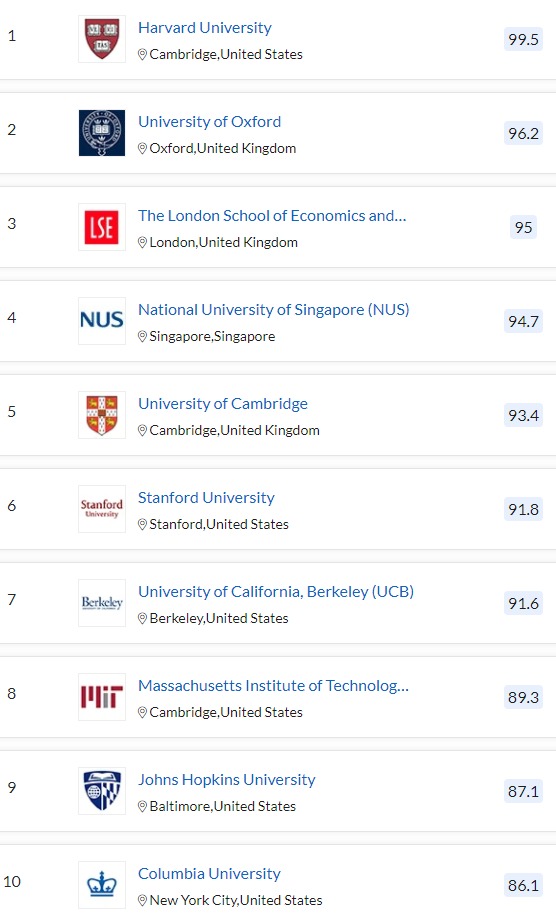 1
Harvard University
Cambridge,United States
99.5
2
University of Oxford
Oxford,United Kingdom
96.2
3
LSE
The London School of Economics and...
London,United Kingdom
95
4
NUS
National University of Singapore (NUS)
Singapore,Singapore
94.7
5
University of Cambridge
Cambridge,United Kingdom
93.4
6
Stanford
University
Stanford University
Stanford,United States
91.8
7
Berkeley
University of California, Berkeley (UCB)
Berkeley,United States
91.6
8
MIT
Massachusetts Institute of Technolog...
Cambridge,United States
89.3
9
Johns Hopkins University
Baltimore,United States
87.1
10
Columbia University
New York City,United States
86.1